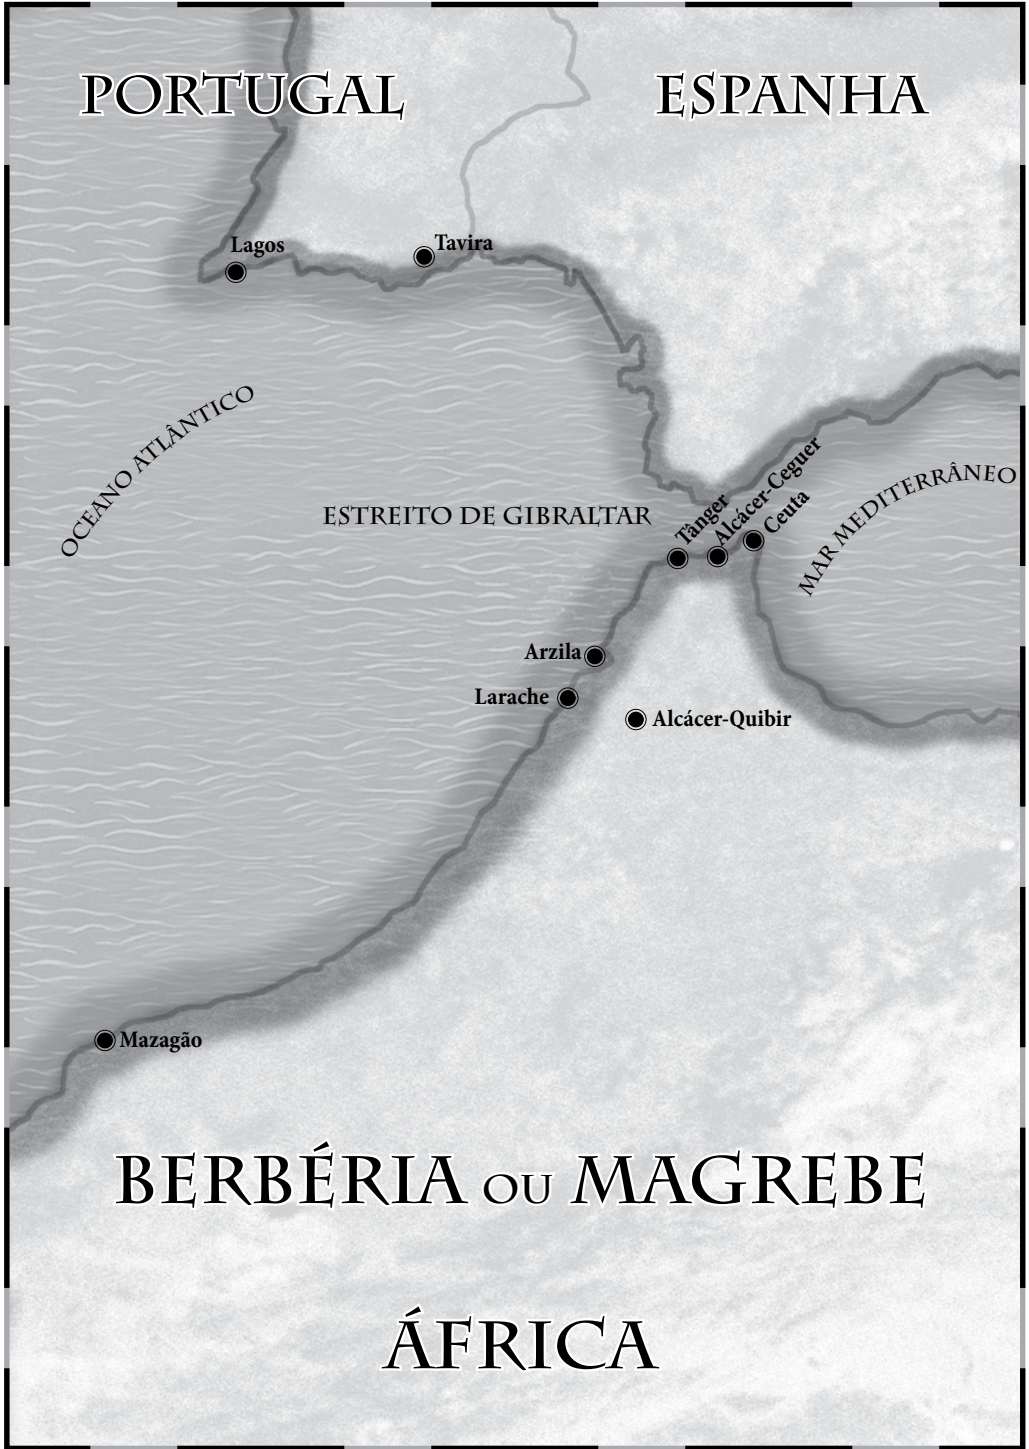 PORTUGAL
ESPANHA
Lagos
Tavira
OCEANO ATLÂNTICO
MAR MEDITERRÂNEO
ESTREITO DE GIBRALTAR
Tânger
Alcácer-Ceguer
Ceuta
Arzila
Larache
Alcácer-Quibir
Mazagão
BERBÉRIA OU MAGREBE
ÁFRICA